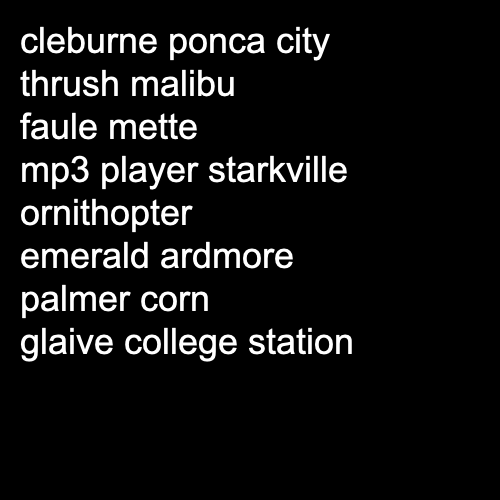 cleburne ponca city
thrush malibu
faule mette
mp3 player starkville
ornithopter
emerald ardmore
palmer corn
glaive college station